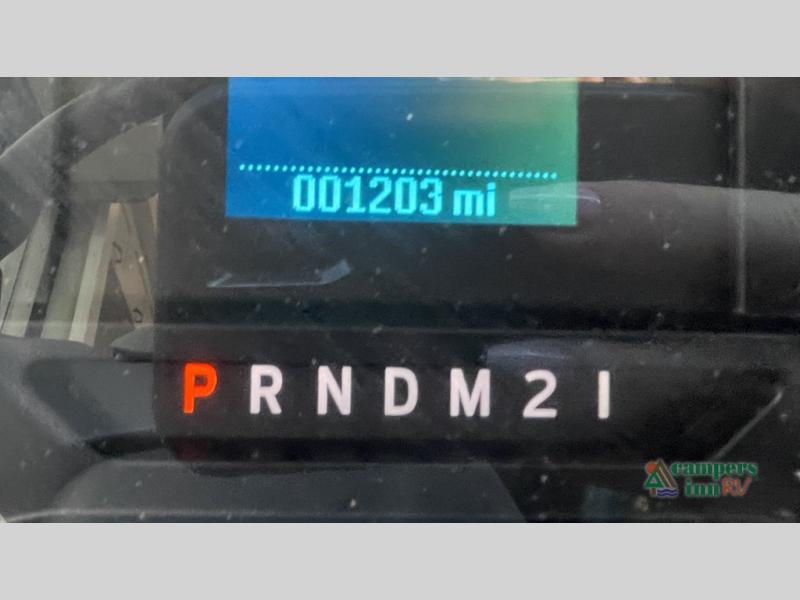 001203 mi
P R N D M 2 1
campers
inn RV